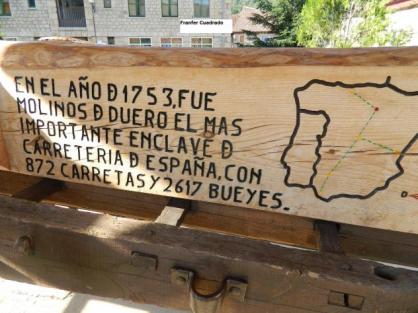 Franfer Cuadrado
EN EL AÑO Đ 1753, FUE
MOLINOS Đ DUERO EL MAS
IMPORTANTE ENCLAVE Đ
CARRETERIA Đ ESPAÑA, CON
872 CARRETAS Y 2617 BUEYES.-